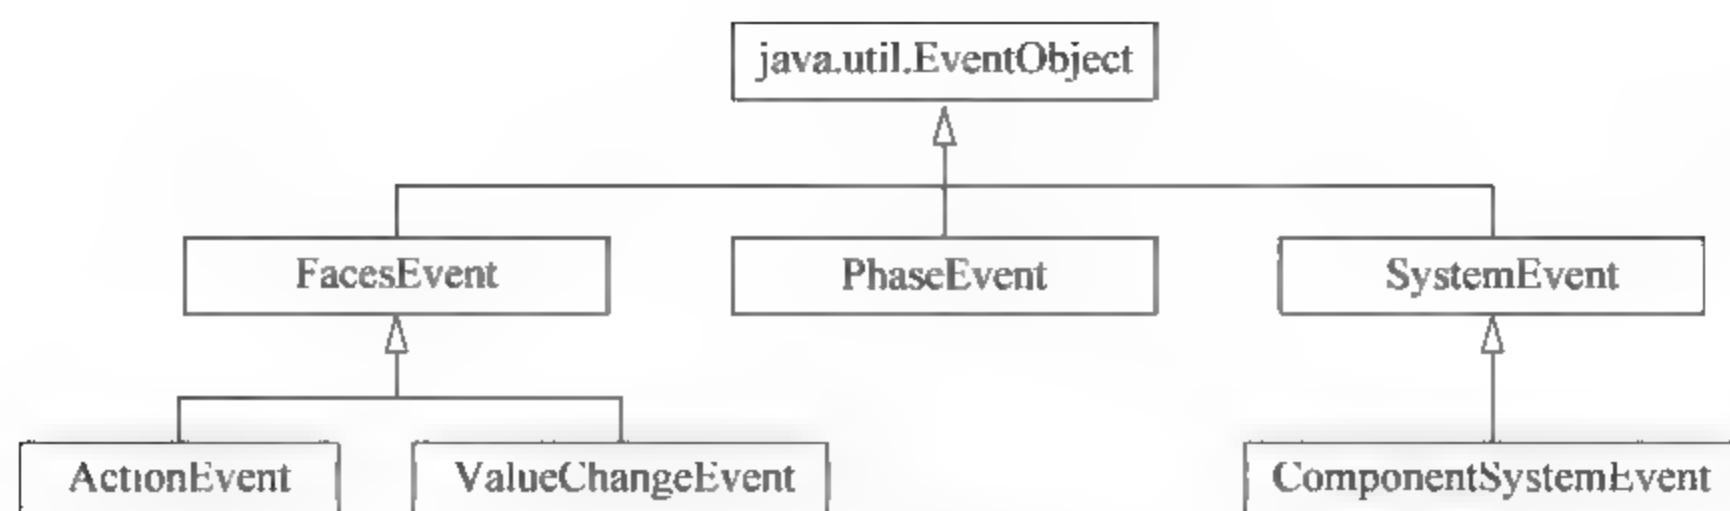 java.util.EventObject
FacesEvent
PhaseEvent
SystemEvent
ActionEvent
ValueChangeEvent
ComponentSystemEvent